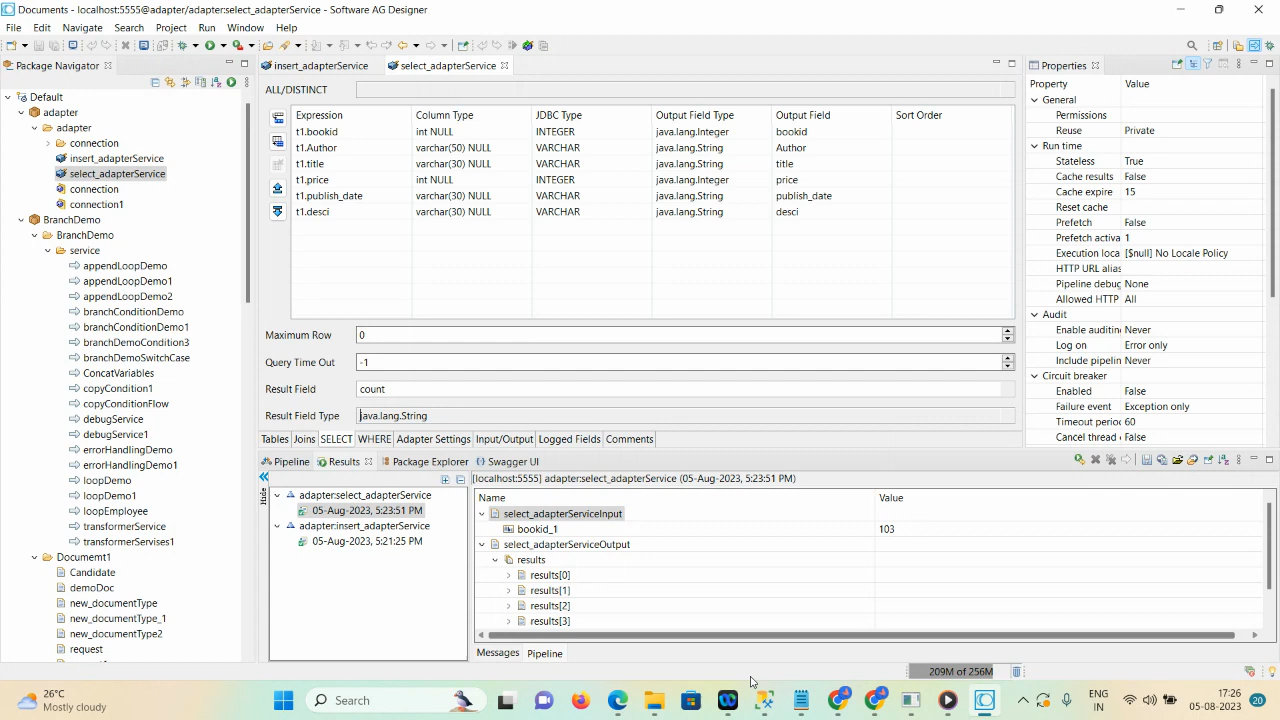 Documents - localhost:5555@adapter/adapter:select_adapterService - Software AG Designer
File Edit Navigate Search Project Run Window Help
Package Navigator
Default
adapter
adapter
connection
insert_adapterService
select_adapterService
connection
connection1
BranchDemo
BranchDemo
service
appendLoopDemo
appendLoopDemo1
appendLoopDemo2
branchConditionDemo
branchConditionDemo1
branchCondition3
branchDemoSwitchCase
ConcatVariables
copyCondition1
copyConditionFlow
debugService
debugService1
errorHandlingDemo
errorHandlingDemo1
loopDemo
loopDemo1
loopEmployee
transformerService
transformerServises1
Documemt1
Candidate
demoDoc
new_documentType
new_documentType_1
new_documentType2
request
insert_adapterService select_adapterService
ALL/DISTINCT
Expression Column Type JDBC Type Output Field Type Output Field Sort Order
t1.bookid int NULL INTEGER java.lang.Integer bookid
t1.Author varchar(50) NULL VARCHAR java.lang.String Author
t1.title varchar(30) NULL VARCHAR java.lang.String title
t1.price int NULL INTEGER java.lang.Integer price
t1.publish_date varchar(30) NULL VARCHAR java.lang.String publish_date
t1.desci varchar(30) NULL VARCHAR java.lang.String desci
Maximum Row 0
Query Time Out -1
Result Field count
Result Field Type java.lang.String
Tables Joins SELECT WHERE Adapter Settings Input/Output Logged Fields Comments
Properties
Property Value
General
Permissions
Reuse Private
Run time
Stateless True
Cache results False
Cache expire 15
Reset cache
Prefetch False
Prefetch activa 1
Execution loca [$null] No Locale Policy
HTTP URL alias
Pipeline debug None
Allowed HTTP All
Audit
Enable auditing Never
Log on Error only
Include pipelin Never
Circuit breaker
Enabled False
Failure event Exception only
Timeout period 60
Cancel thread False
Pipeline Results Package Explorer Swagger UI
Hide
adapter:select_adapterService
05-Aug-2023, 5:23:51 PM
adapter:insert_adapterService
05-Aug-2023, 5:21:25 PM
[localhost:5555] adapter:select_adapterService (05-Aug-2023, 5:23:51 PM)
Name Value
select_adapterServiceInput
bookid_1 103
select_adapterServiceOutput
results
results[0]
results[1]
results[2]
results[3]
Messages Pipeline
209M of 256M
26°C
Mostly cloudy
Search
ENG
IN
17:26
05-08-2023
20